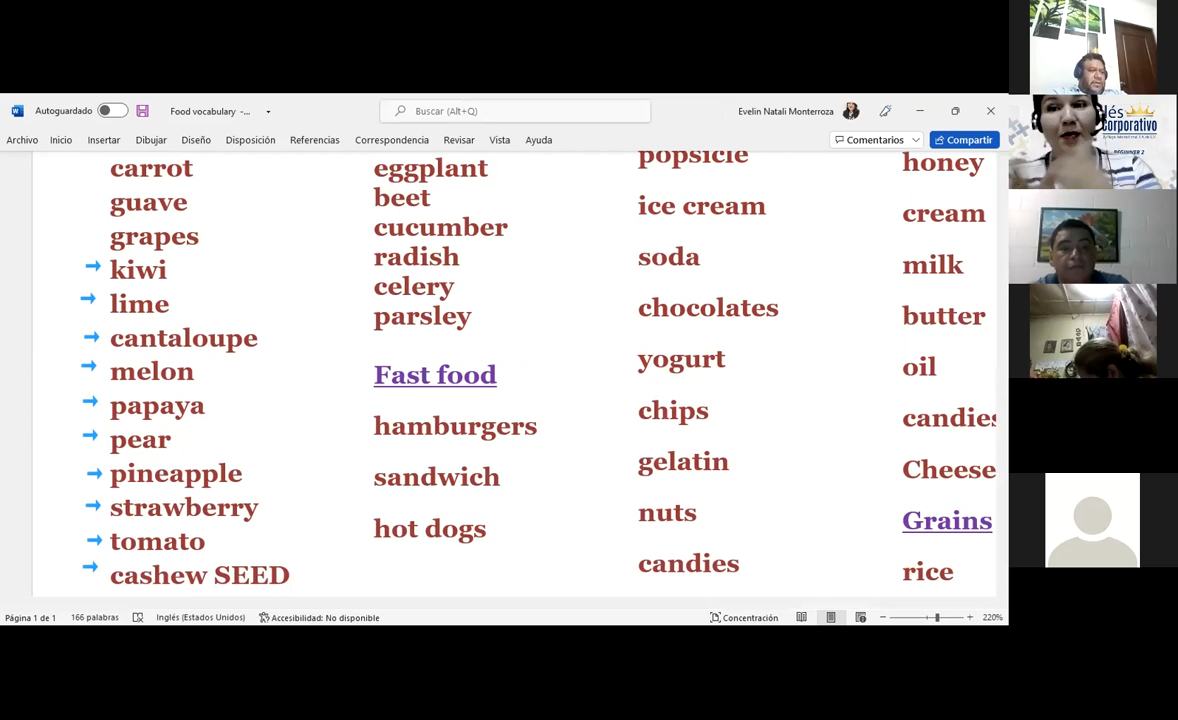 Autoguardado
Food vocabulary -...
Buscar (Alt+Q)
Evelin Natali Monterroza
Archivo Inicio Insertar Dibujar Diseño Disposición Referencias Correspondencia Revisar Vista Ayuda
Comentarios
Compartir
carrot
guave
grapes
kiwi
lime
cantaloupe
melon
papaya
pear
pineapple
strawberry
tomato
cashew SEED
eggplant
beet
cucumber
radish
celery
parsley
Fast food
hamburgers
sandwich
hot dogs
popsicle
ice cream
soda
chocolates
yogurt
chips
gelatin
nuts
candies
honey
cream
milk
butter
oil
candies
Cheese
Grains
rice
Página 1 de 1 166 palabras Inglés (Estados Unidos) Accesibilidad: No disponible Concentración 220%
lés
corporativo
BEGINNER 2